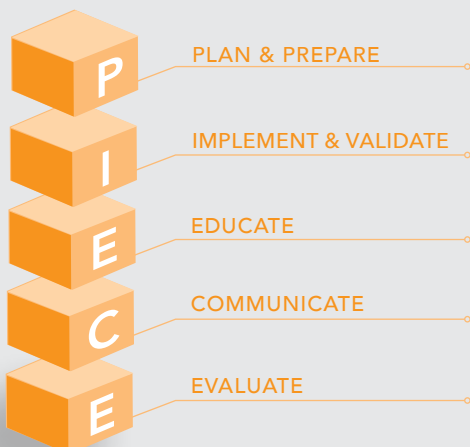 P
PLAN & PREPARE
I
IMPLEMENT & VALIDATE
E
EDUCATE
C
COMMUNICATE
E
EVALUATE